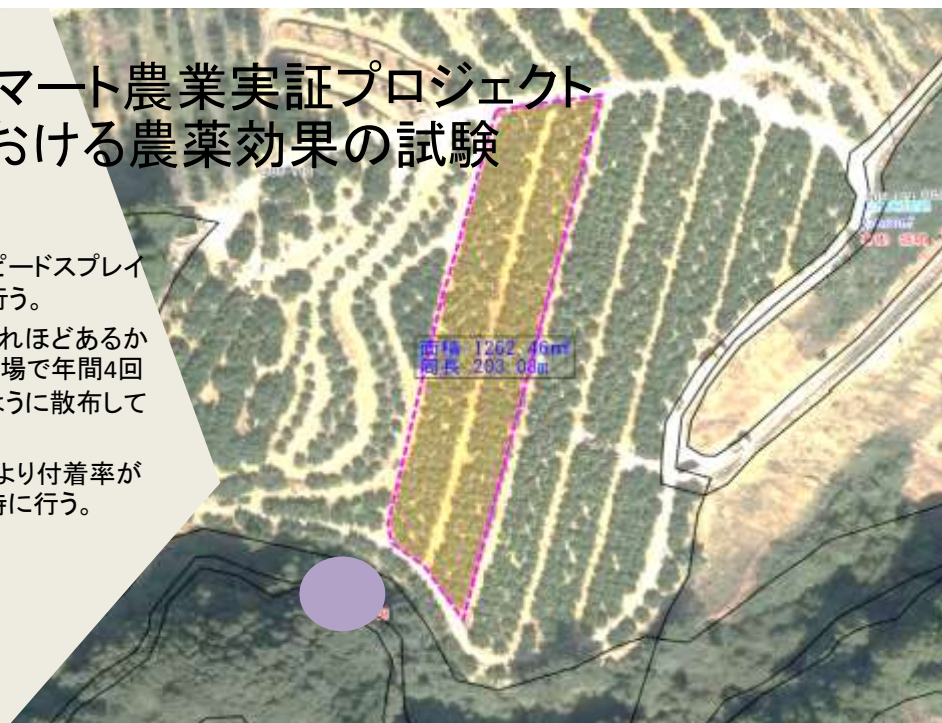 マート農業実証プロジェクト
おける農薬効果の試験
ピードスプレイ
行う。
れほどあるか
場で年間4回
ように散布して
より付着率が
時に行う。
面積 1262.46㎡
周長 203.08m